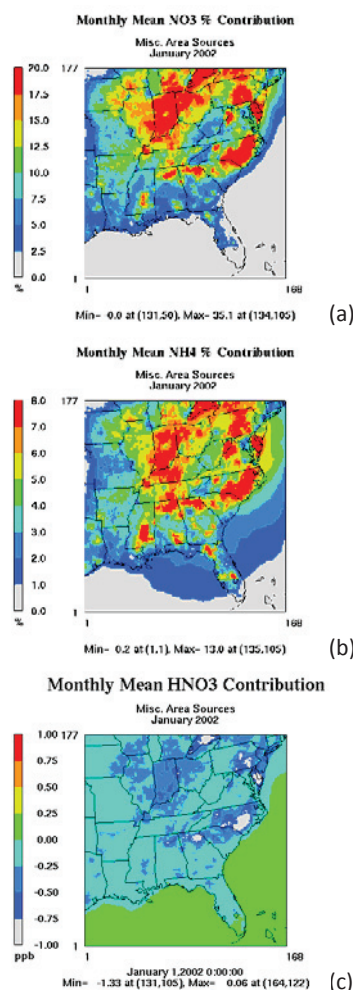 Monthly Mean NO3 % Contribution
Misc. Area Sources
January 2002
20.0
177
17.5
15.0
12.5
10.0
7.5
5.0
2.5
0.0
1
%
1
168
Min= 0.0 at (131,50), Max= 35.1 at (134,105)
(a)
Monthly Mean NH4 % Contribution
Misc. Area Sources
January 2002
8.0
177
7.0
6.0
5.0
4.0
3.0
2.0
1.0
0.0
1
%
1
168
Min= 0.2 at (1,1), Max= 13.0 at (135,105)
(b)
Monthly Mean HNO3 Contribution
Misc. Area Sources
January 2002
1.00
177
0.75
0.50
0.25
0.00
-0.25
-0.50
-0.75
-1.00
1
ppb
1
168
January 1,2002 0:00:00
Min= -1.33 at (131,105), Max= 0.06 at (164,122)
(c)